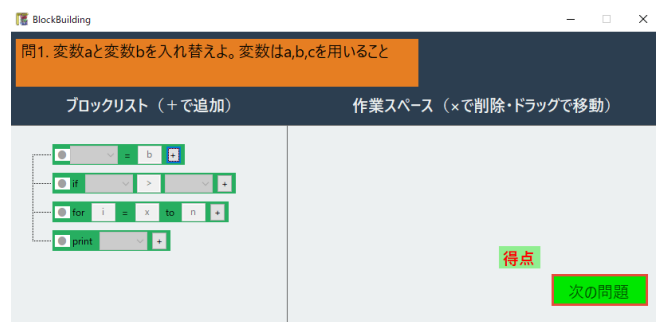 BlockBuilding
問1. 変数aと変数bを入れ替えよ。変数はa,b,cを用いること
ブロックリスト（＋で追加）
作業スペース（×で削除・ドラッグで移動）
= b +
if > +
for i = x to n +
print +
得点
次の問題